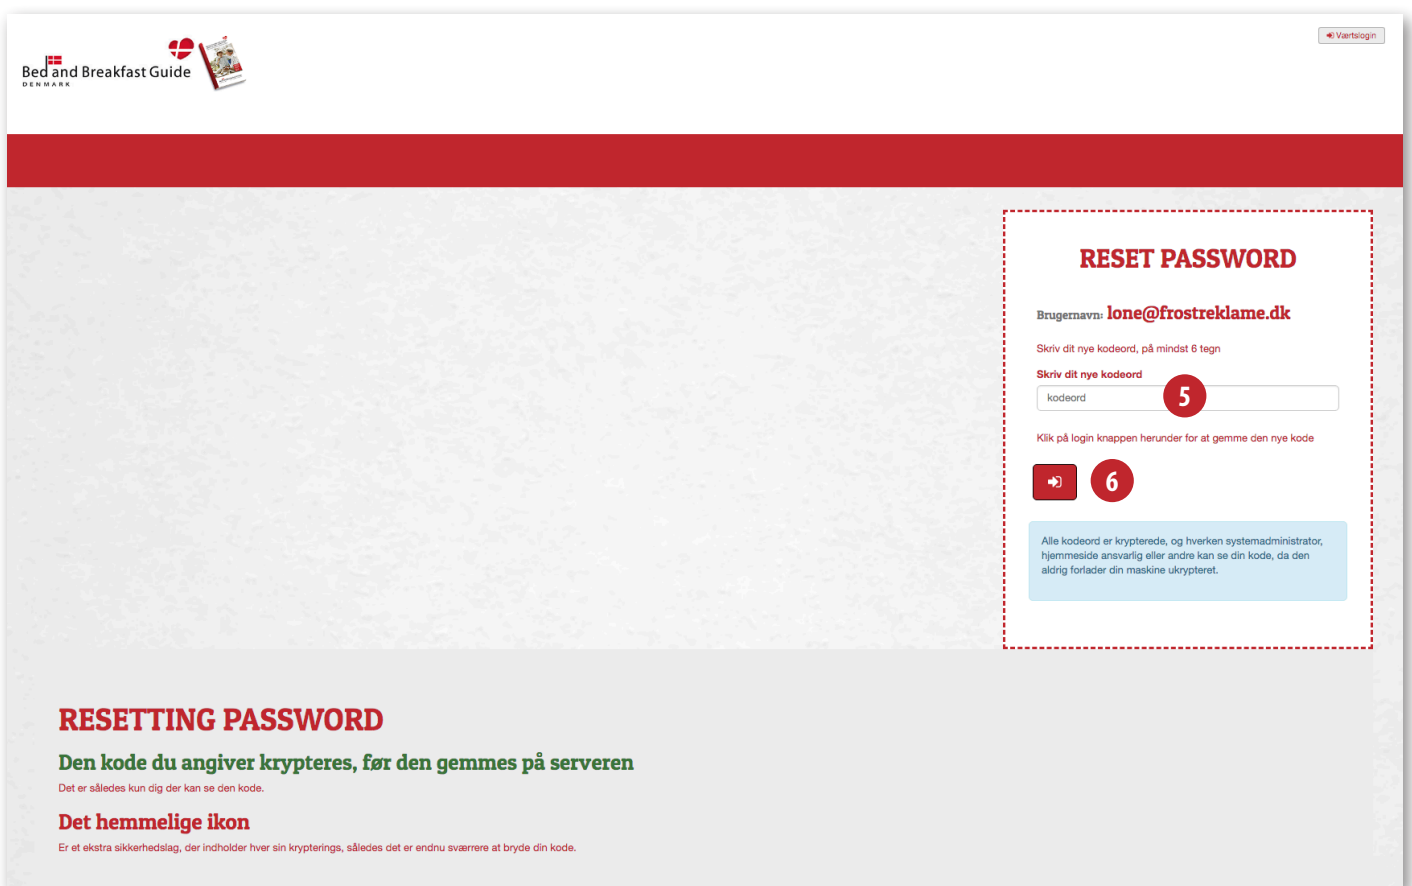 Bed and Breakfast Guide
DENMARK
Værtslogin
RESET PASSWORD
Brugernavn: lone@frostreklame.dk
Skriv dit nye kodeord, på mindst 6 tegn
Skriv dit nye kodeord
kodeord
5
Klik på login knappen herunder for at gemme den nye kode
6
Alle kodeord er krypterede, og hverken systemadministrator,
hjemmeside ansvarlig eller andre kan se din kode, da den
aldrig forlader din maskine ukrypteret.
RESETTING PASSWORD
Den kode du angiver krypteres, før den gemmes på serveren
Det er således kun dig der kan se den kode.
Det hemmelige ikon
Er et ekstra sikkerhedslag, der indholder hver sin krypterings, således det er endnu sværrere at bryde din kode.